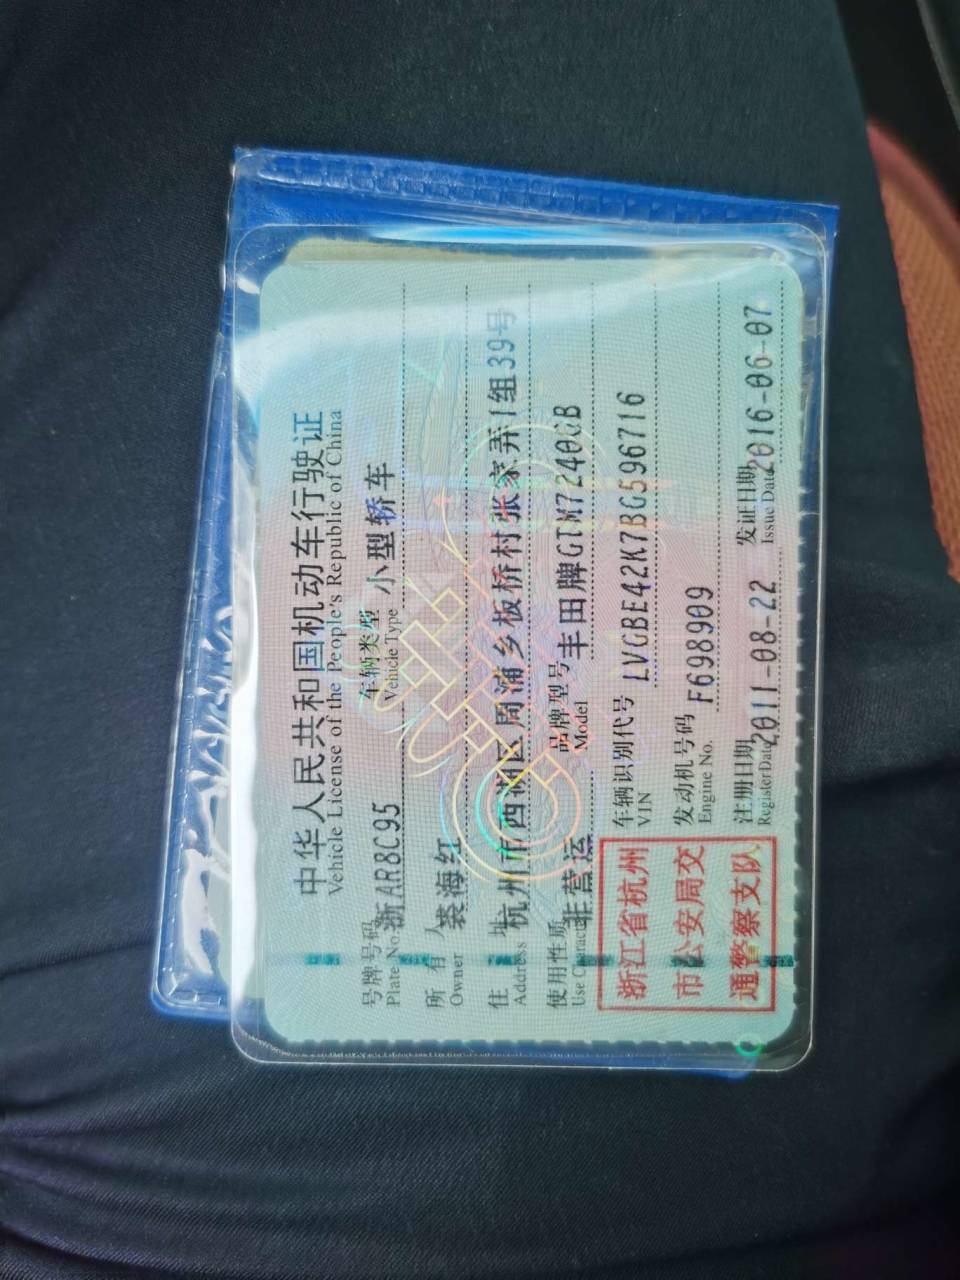 中华人民共和国机动车行驶证
Vehicle License of the People's Republic of China
号牌号码 浙AR8C95 车辆类型 小型轿车
Plate No. Vehicle Type
所有人 裘海红
Owner
住址 杭州市西湖区周浦乡板桥村张家弄1组39号
Address
使用性质 非营运 品牌型号 丰田牌GTM7240GB
Use Character Model
车辆识别代号 LVGBE42K7BG596716
VIN
发动机号码 F698909
Engine No.
注册日期 2011-08-22 发证日期 2016-06-07
Register Date Issue Date
浙江省杭州
市公安局交
通警察支队